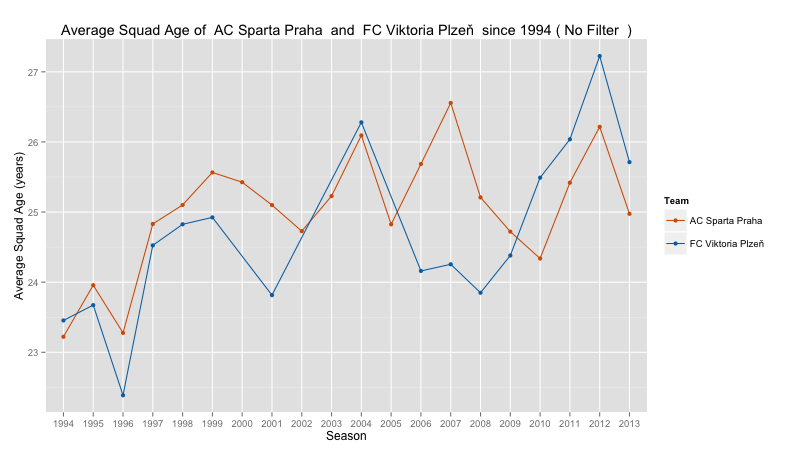 Average Squad Age of  AC Sparta Praha  and  FC Viktoria Plzeň  since 1994 ( No Filter  )
Average Squad Age (years)
27
26
25
24
23
1994 1995 1996 1997 1998 1999 2000 2001 2002 2003 2004 2005 2006 2007 2008 2009 2010 2011 2012 2013
Season
Team
AC Sparta Praha
FC Viktoria Plzeň